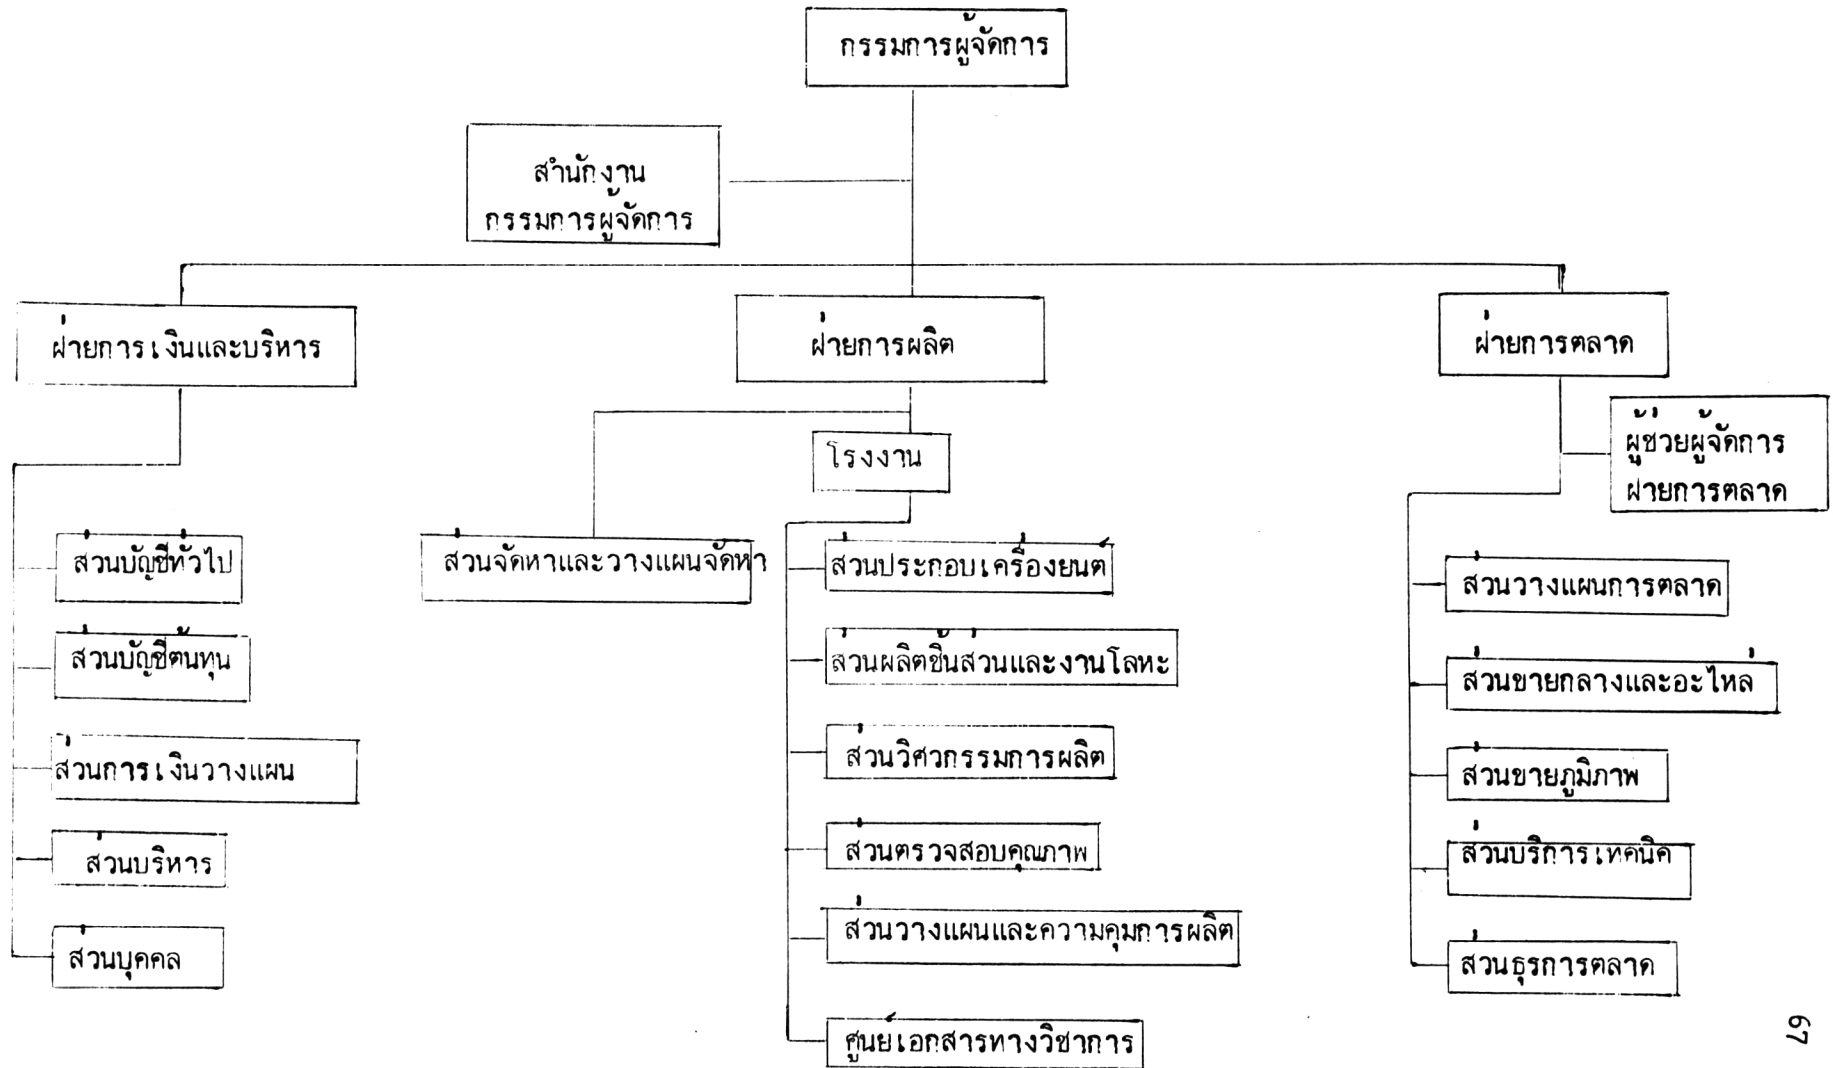 กรรมการผู้จัดการ
สำนักงาน
กรรมการผู้จัดการ
ฝ่ายการเงินและบริหาร
ฝ่ายการผลิต
ฝ่ายการตลาด
ผู้ช่วยผู้จัดการ
ฝ่ายการตลาด
โรงงาน
ส่วนบัญชีทั่วไป
ส่วนบัญชีต้นทุน
ส่วนการเงินวางแผน
ส่วนบริหาร
ส่วนบุคคล
ส่วนจัดหาและวางแผนจัดหา
ส่วนประกอบเครื่องยนต์
ส่วนผลิตชิ้นส่วนและงานโลหะ
ส่วนวิศวกรรมการผลิต
ส่วนตรวจสอบคุณภาพ
ส่วนวางแผนและความคุมการผลิต
ศูนย์เอกสารทางวิชาการ
ส่วนวางแผนการตลาด
ส่วนขายกลางและอะไหล่
ส่วนขายภูมิภาพ
ส่วนบริการเทคนิค
ส่วนธุรการตลาด
67